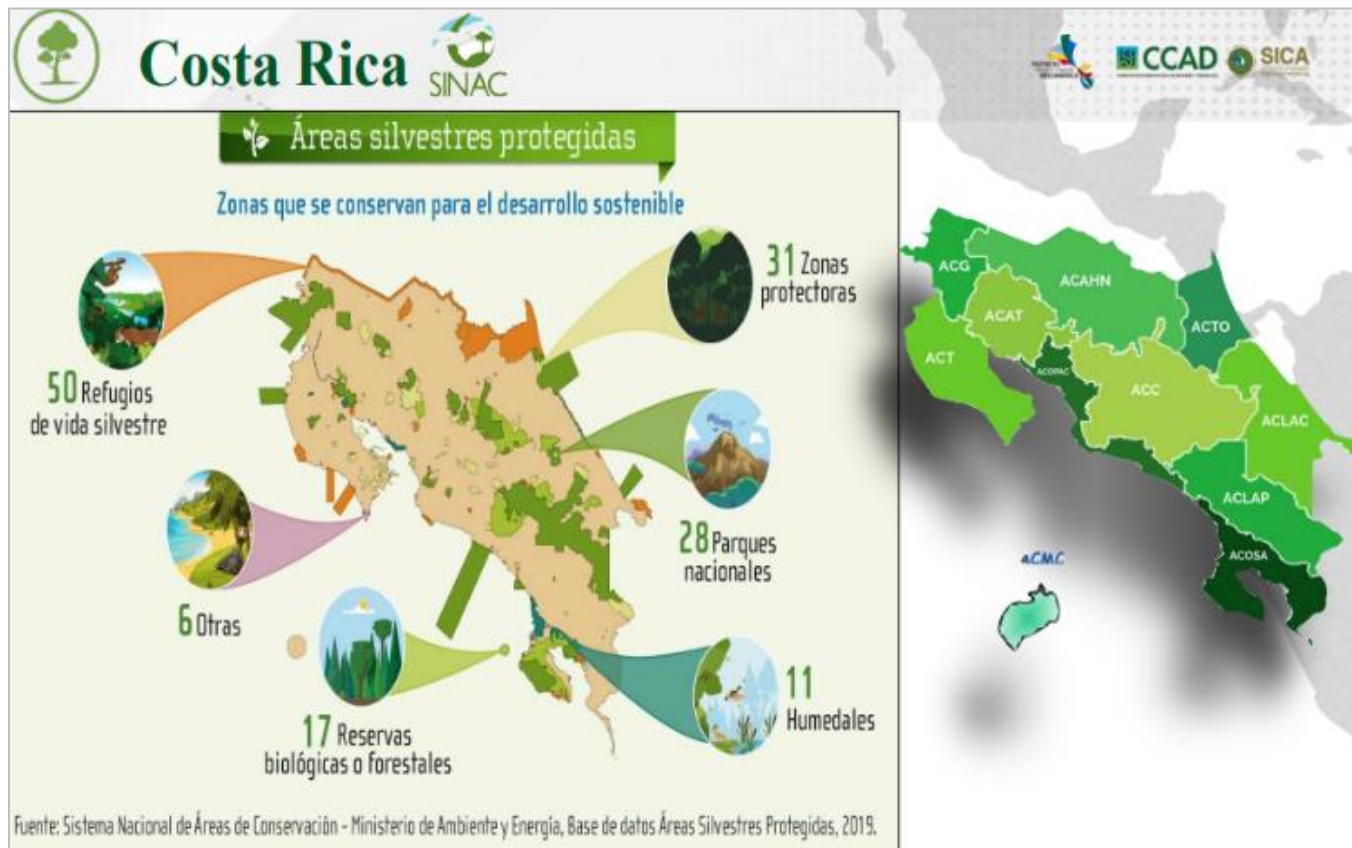 Costa Rica
SINAC
CCAD
SICA
Áreas silvestres protegidas
Zonas que se conservan para el desarrollo sostenible
50 Refugios
de vida silvestre
31 Zonas
protectoras
28 Parques
nacionales
6 Otras
17 Reservas
biológicas o forestales
11
Humedales
Fuente: Sistema Nacional de Áreas de Conservación - Ministerio de Ambiente y Energía, Base de datos Áreas Silvestres Protegidas, 2019.
ACG
ACAHN
ACAT
ACTO
ACT
ACOPAC
ACC
ACLAC
ACLAP
ACOSA
aCMC